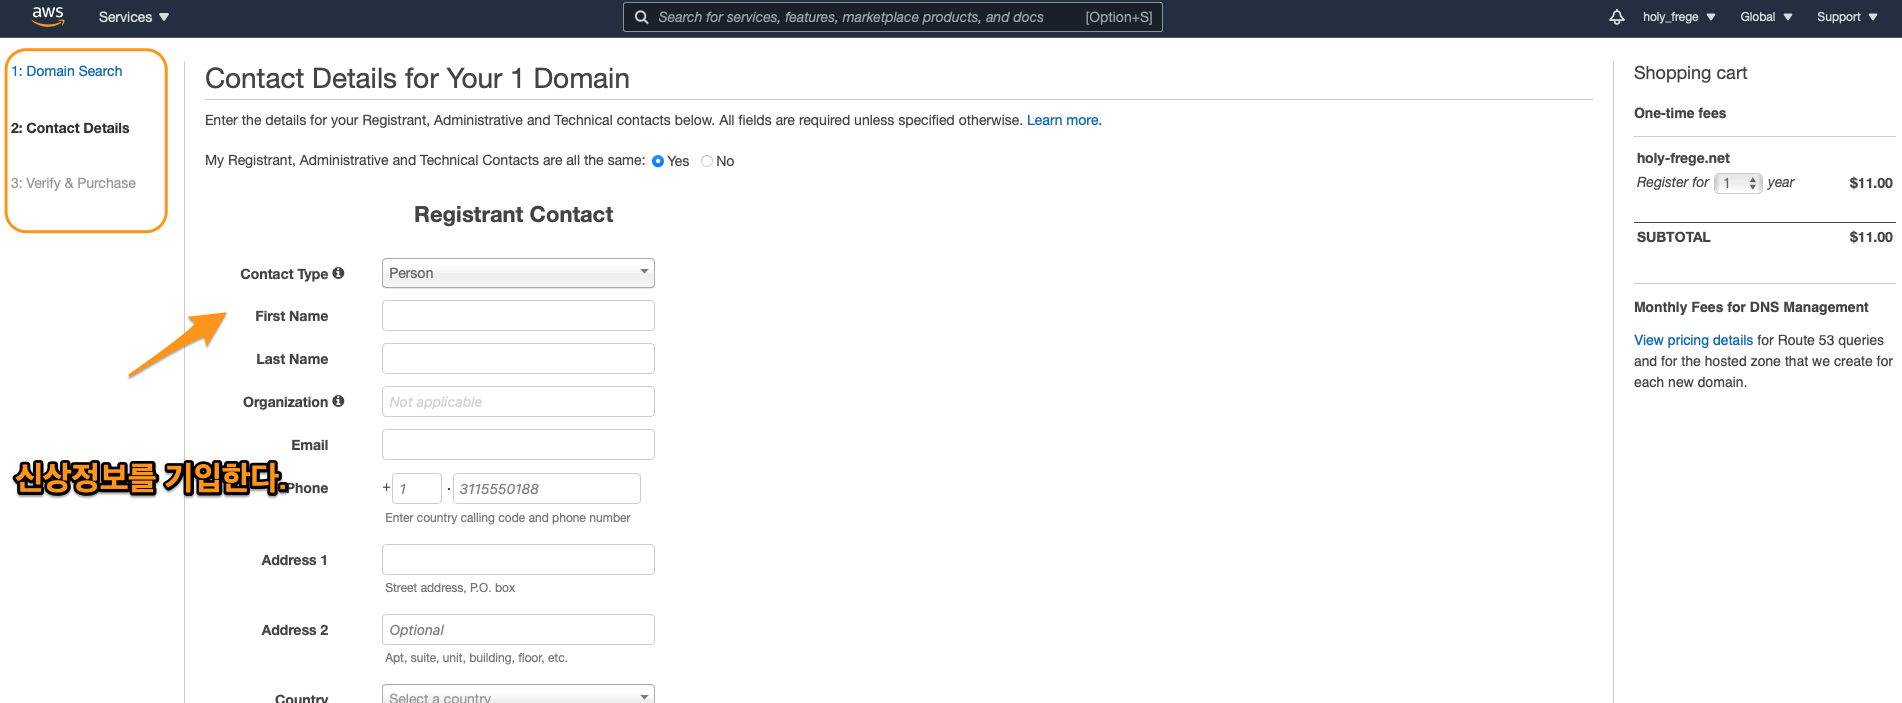 aws
Services
Search for services, features, marketplace products, and docs
[Option+S]
holy_frege
Global
Support
1: Domain Search
2: Contact Details
3: Verify & Purchase
Contact Details for Your 1 Domain
Enter the details for your Registrant, Administrative and Technical contacts below. All fields are required unless specified otherwise. Learn more.
My Registrant, Administrative and Technical Contacts are all the same: Yes No
Registrant Contact
Contact Type
Person
First Name
Last Name
Organization
Not applicable
Email
신상정보를 기입한다.
Phone
+ 1 · 3115550188
Enter country calling code and phone number
Address 1
Street address, P.O. box
Address 2
Optional
Apt, suite, unit, building, floor, etc.
Country
Select a country
Shopping cart
One-time fees
holy-frege.net
Register for 1 year $11.00
SUBTOTAL $11.00
Monthly Fees for DNS Management
View pricing details for Route 53 queries
and for the hosted zone that we create for
each new domain.